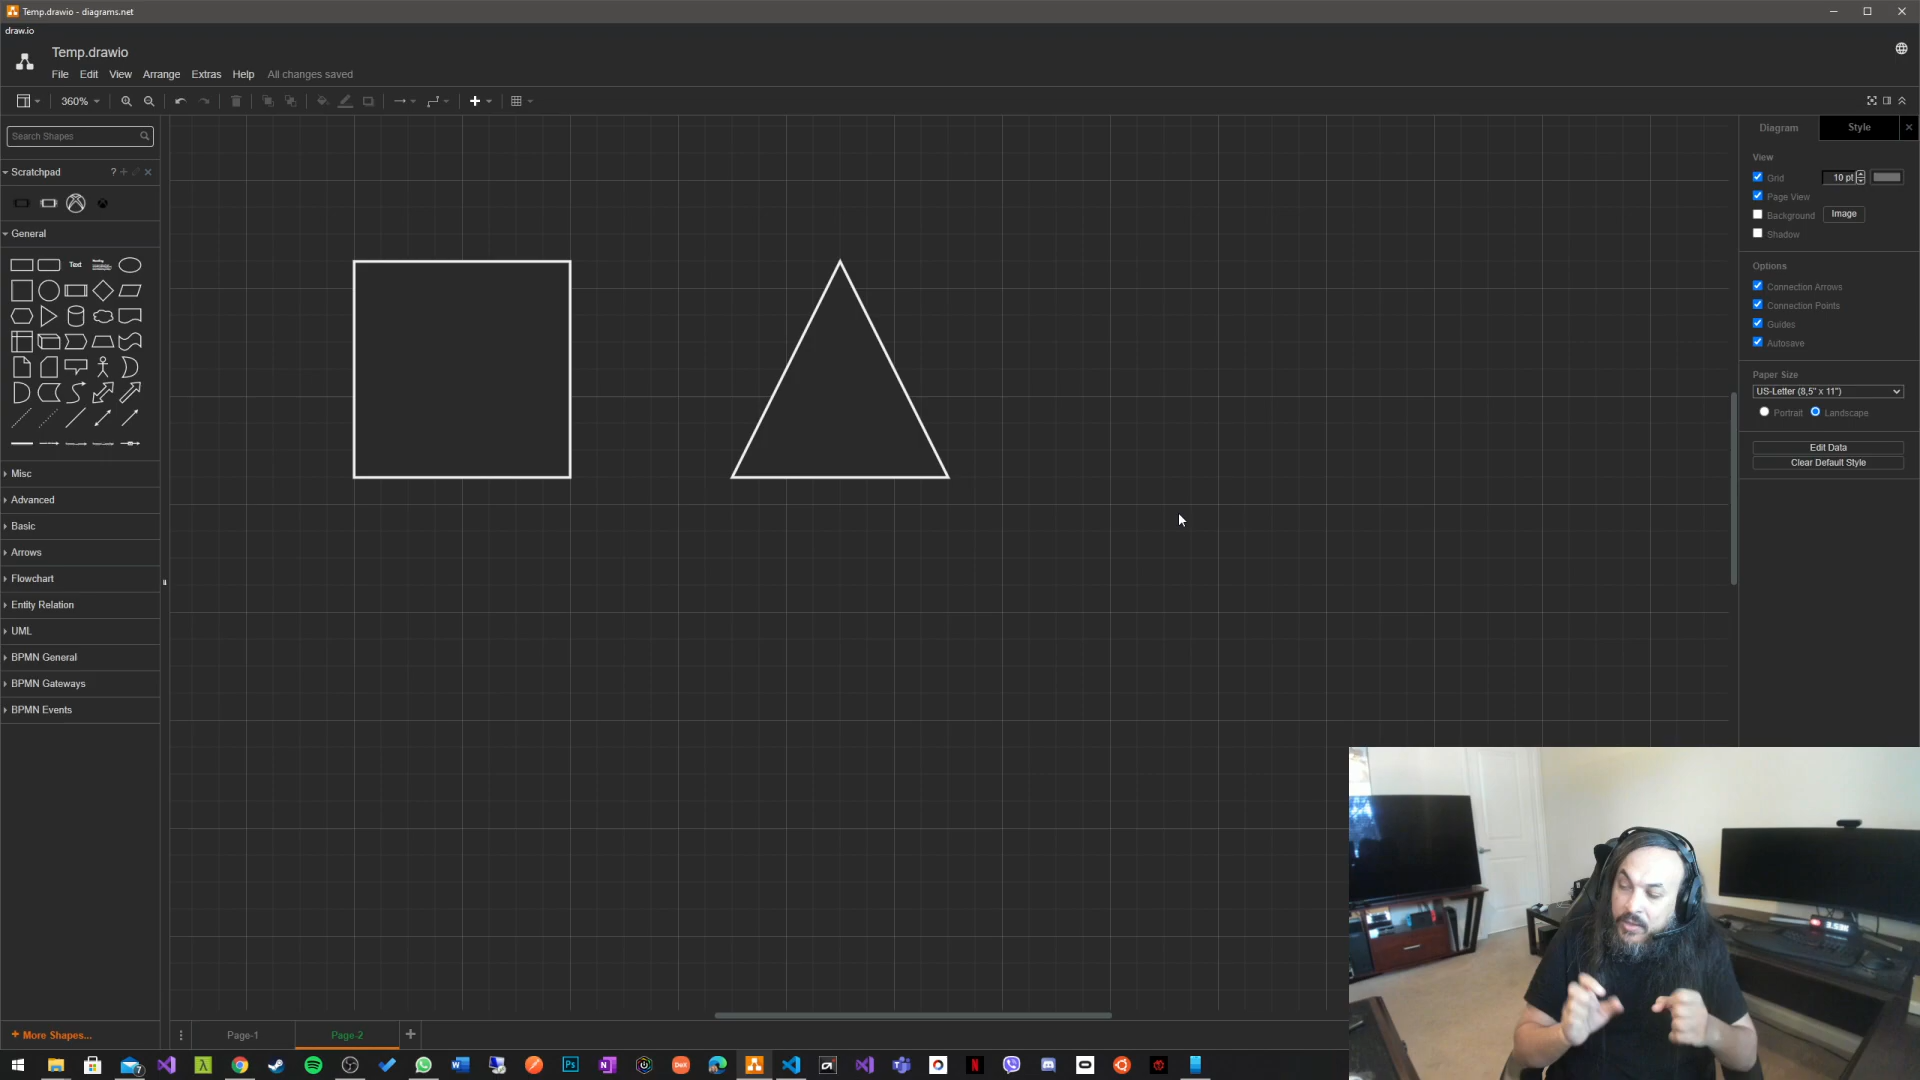 Temp.drawio - diagrams.net
draw.io
Temp.drawio
File Edit View Arrange Extras Help All changes saved
360%
Search Shapes
Scratchpad
?
General
Text
Misc
Advanced
Basic
Arrows
Flowchart
Entity Relation
UML
BPMN General
BPMN Gateways
BPMN Events
+ More Shapes...
Page-1
Page-2
Diagram
Style
View
Grid
10 pt
Page View
Background
Image
Shadow
Options
Connection Arrows
Connection Points
Guides
Autosave
Paper Size
US-Letter (8,5" x 11")
Portrait
Landscape
Edit Data
Clear Default Style
7